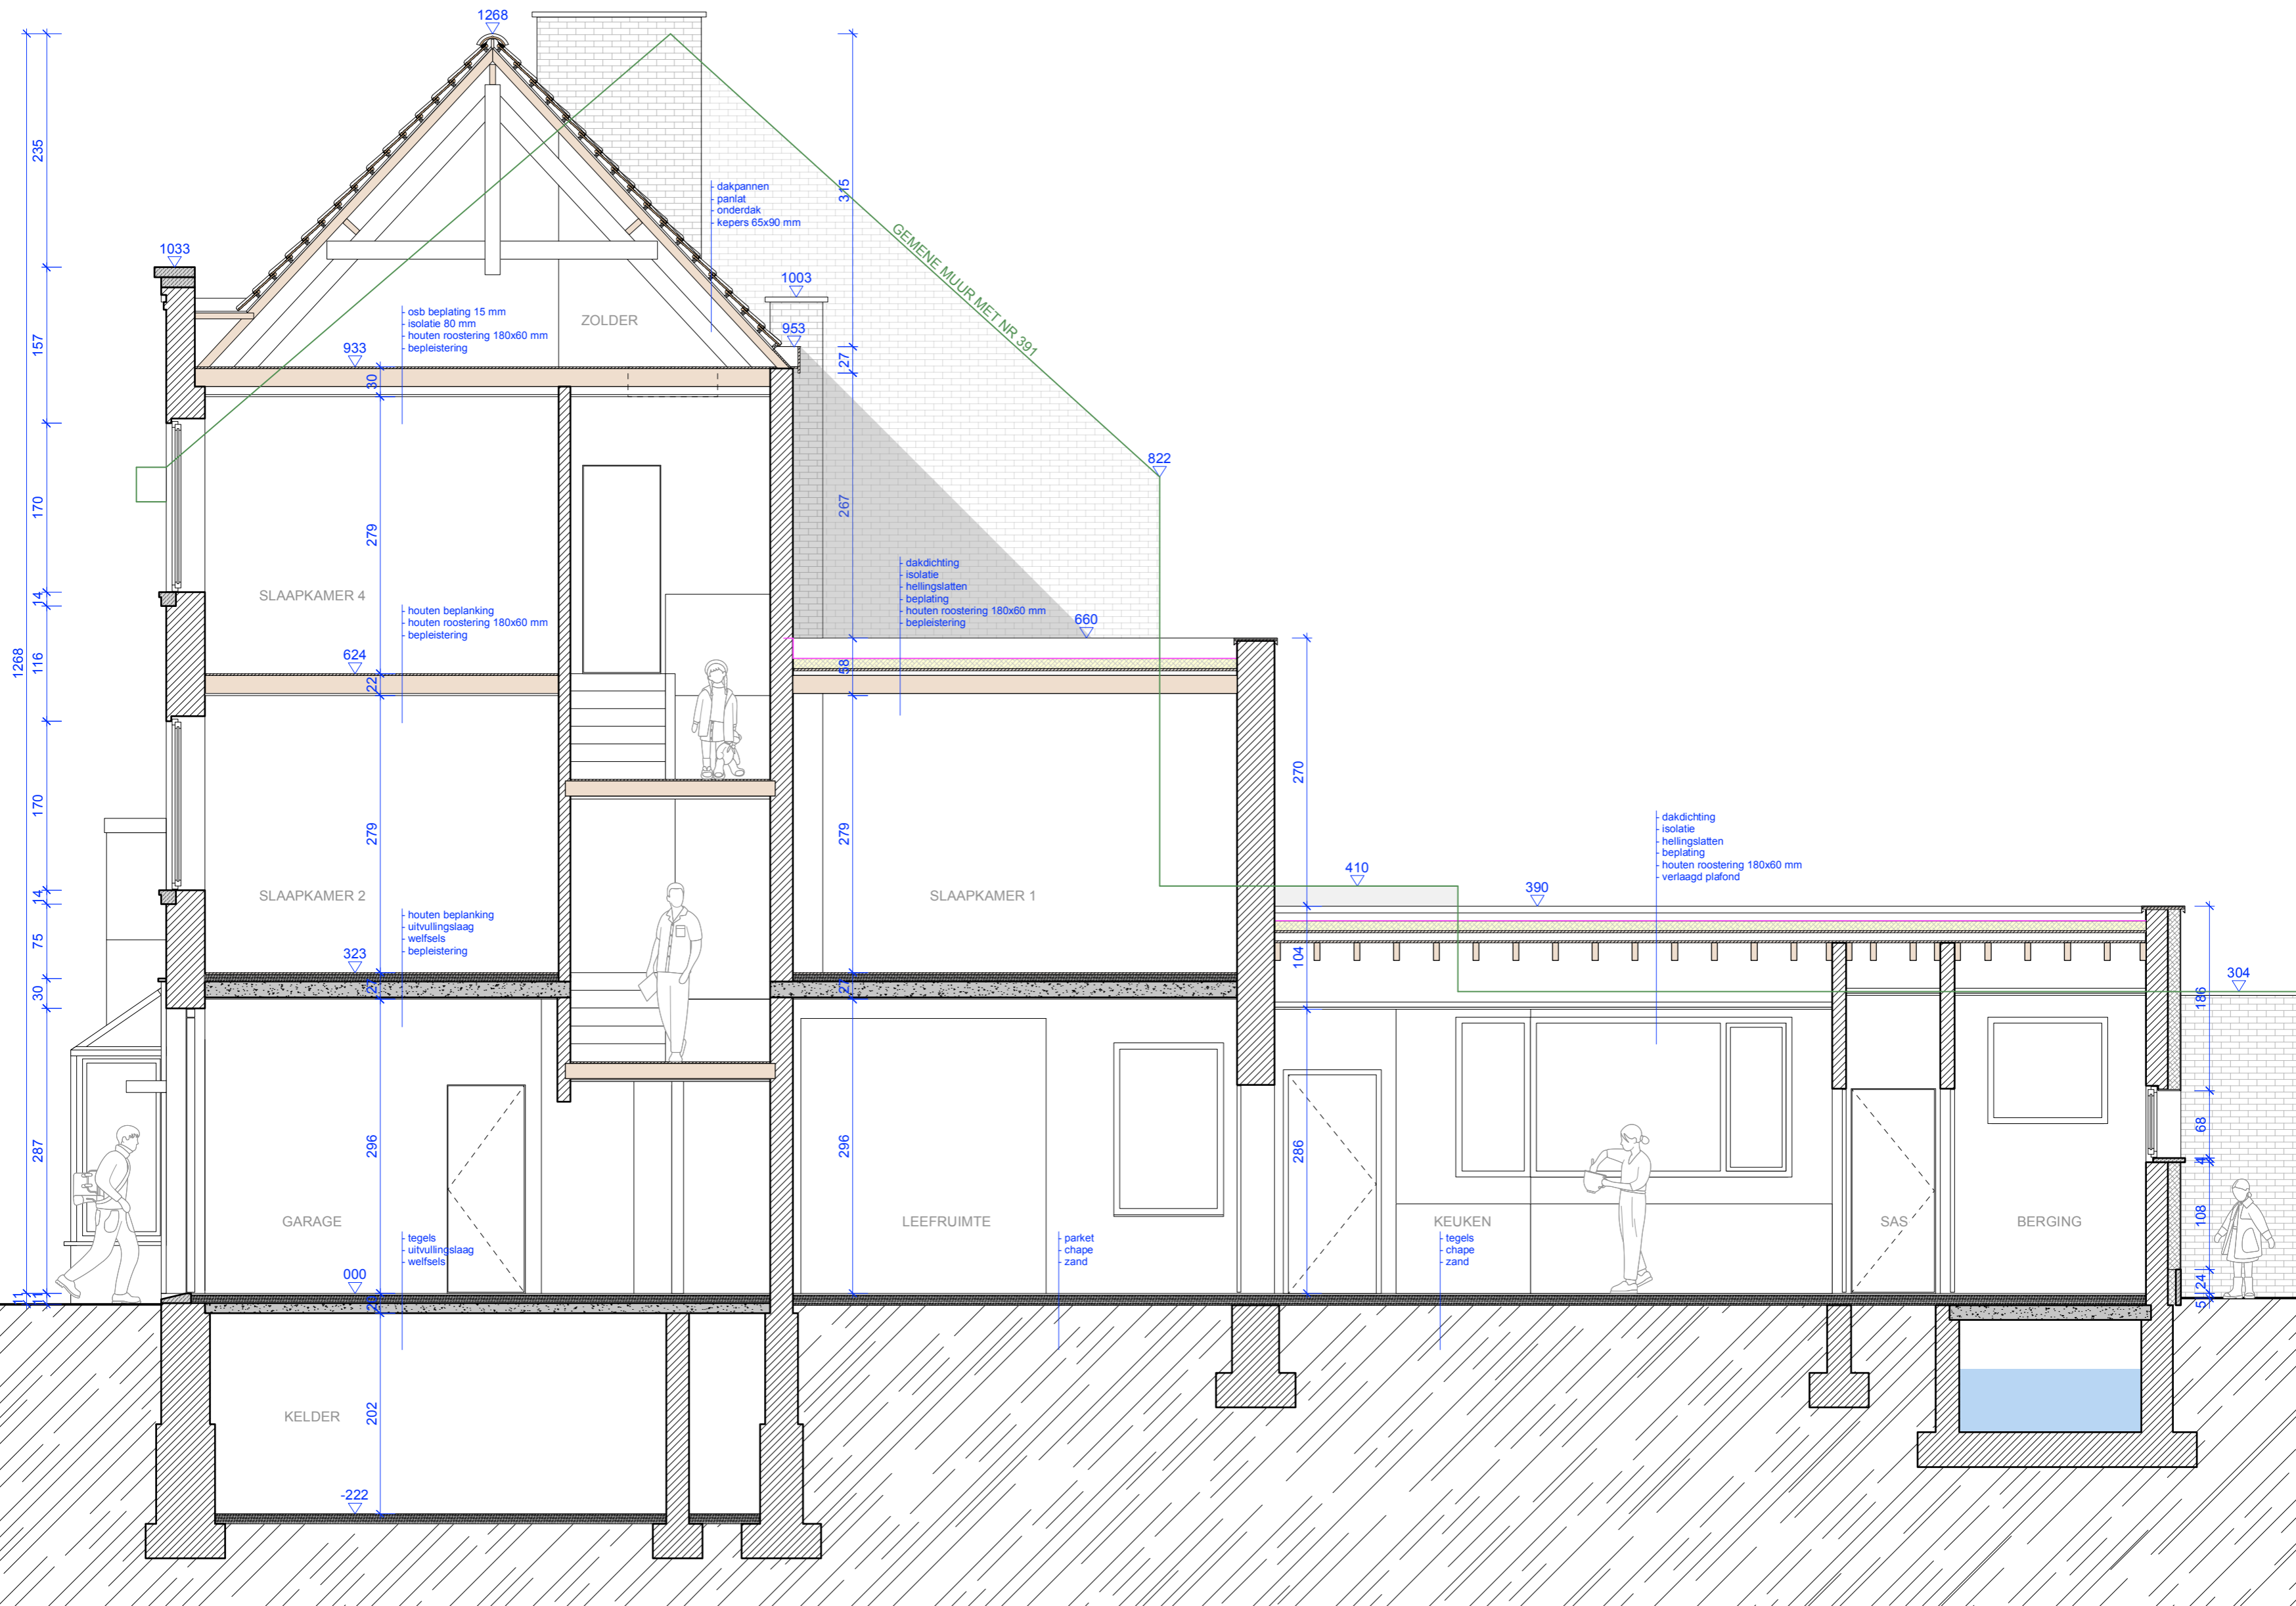 1268
1268
235
157
170
14
116
170
14
75
30
287
11
11
1033
1003
953
315
27
267
58
279
27
296
- dakpannen
- panlat
- onderdak
- kepers 65x90 mm
GEMENE MUUR MET NR 391
ZOLDER
- osb beplating 15 mm
- isolatie 80 mm
- houten roostering 180x60 mm
- bepleistering
933
30
279
822
- dakdichting
- isolatie
- hellingslatten
- beplating
- houten roostering 180x60 mm
- bepleistering
660
SLAAPKAMER 4
- houten beplanking
- houten roostering 180x60 mm
- bepleistering
624
22
279
270
104
286
- dakdichting
- isolatie
- hellingslatten
- beplating
- houten roostering 180x60 mm
- verlaagd plafond
410
390
SLAAPKAMER 2
SLAAPKAMER 1
- houten beplanking
- uitvullingslaag
- welfsels
- bepleistering
323
27
296
304
186
68
4
108
24
5
GARAGE
LEEFRUIMTE
KEUKEN
SAS
BERGING
- tegels
- uitvullingslaag
- welfsels
- parket
- chape
- zand
- tegels
- chape
- zand
000
20
KELDER
202
-222